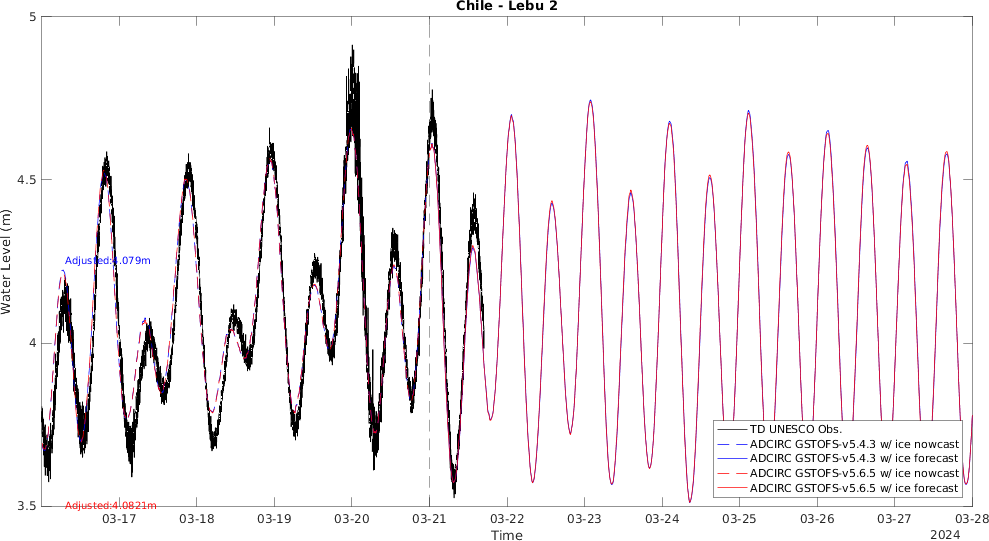 Chile - Lebu 2
Water Level (m)
5
4.5
4
3.5
Adjusted:4.079m
Adjusted:4.0821m
TD UNESCO Obs.
ADCIRC GSTOFS-v5.4.3 w/ ice nowcast
ADCIRC GSTOFS-v5.4.3 w/ ice forecast
ADCIRC GSTOFS-v5.6.5 w/ ice nowcast
ADCIRC GSTOFS-v5.6.5 w/ ice forecast
03-17 03-18 03-19 03-20 03-21 03-22 03-23 03-24 03-25 03-26 03-27 03-28
Time
2024